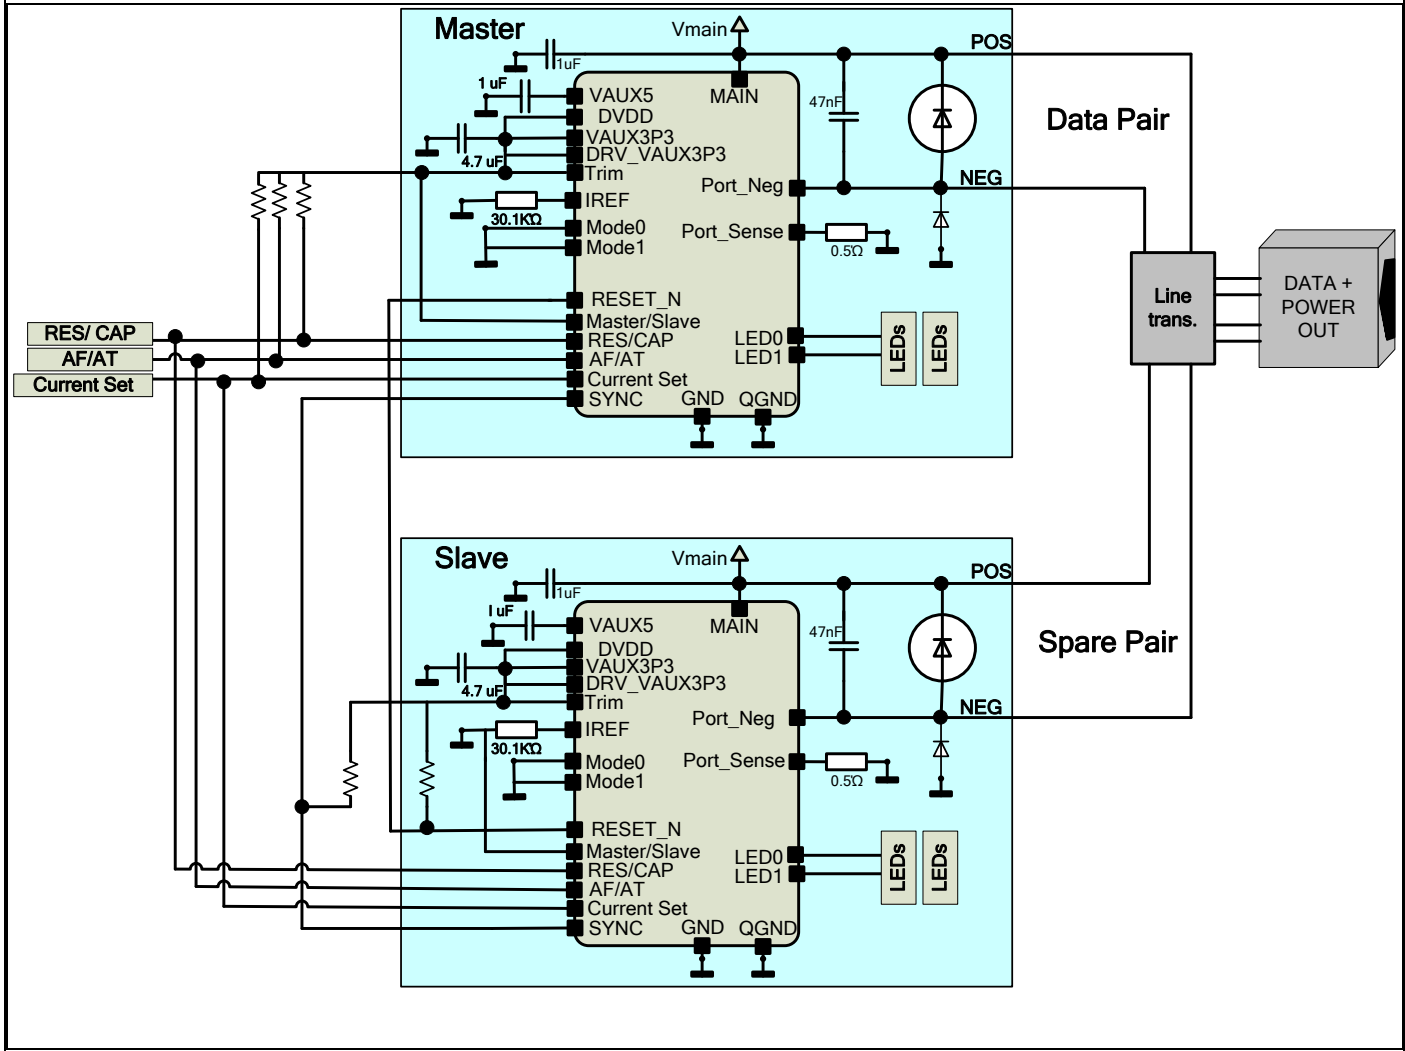 Master
Vmain
POS
1uF
1 uF
VAUX5
MAIN
47nF
DVDD
Data Pair
VAUX3P3
4.7 uF
DRV_VAUX3P3
Trim
Port_Neg
NEG
IREF
30.1KΩ
Mode0
Port_Sense
Mode1
0.5Ω
DATA +
POWER
OUT
Line
trans.
RESET_N
Master/Slave
RES/ CAP
RES/CAP
LED0
LEDs
LEDs
AF/AT
AF/AT
LED1
Current Set
Current Set
SYNC
GND
QGND
Slave
Vmain
POS
1uF
I uF
VAUX5
MAIN
47nF
Spare Pair
DVDD
VAUX3P3
4.7 uF
DRV_VAUX3P3
Trim
Port_Neg
NEG
IREF
30.1KΩ
Mode0
Port_Sense
Mode1
0.5Ω
RESET_N
Master/Slave
LED0
LEDs
LEDs
RES/CAP
LED1
AF/AT
Current Set
SYNC
GND
QGND